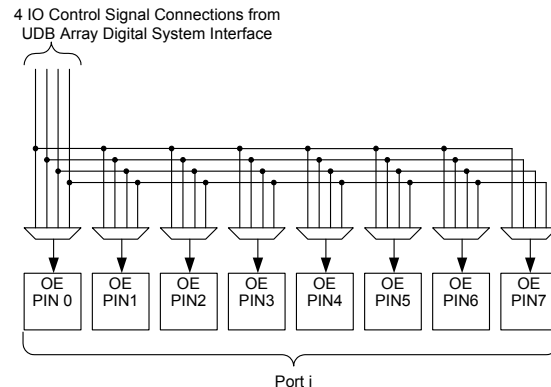 4 IO Control Signal Connections from
UDB Array Digital System Interface
OE
PIN 0
OE
PIN1
OE
PIN2
OE
PIN3
OE
PIN4
OE
PIN5
OE
PIN6
OE
PIN7
Port i